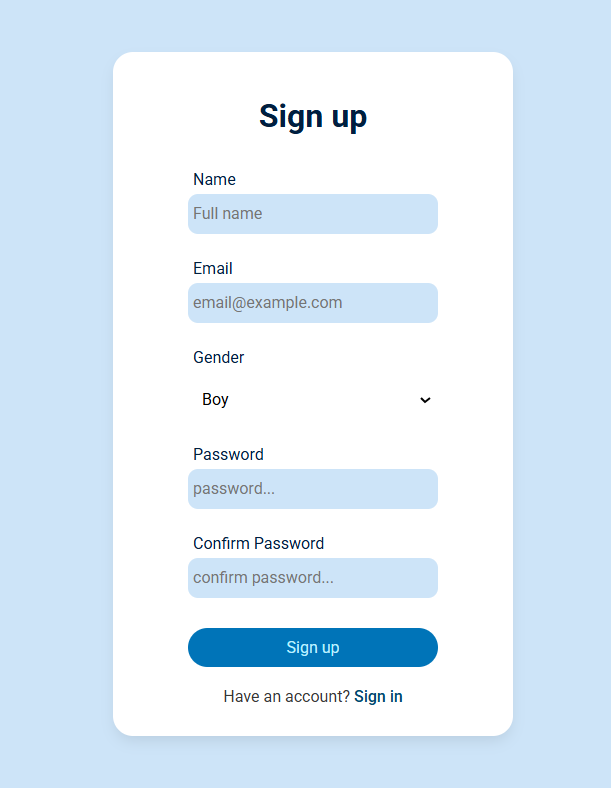 Sign up
Name
Full name
Email
email@example.com
Gender
Boy
Password
password...
Confirm Password
confirm password...
Sign up
Have an account? Sign in